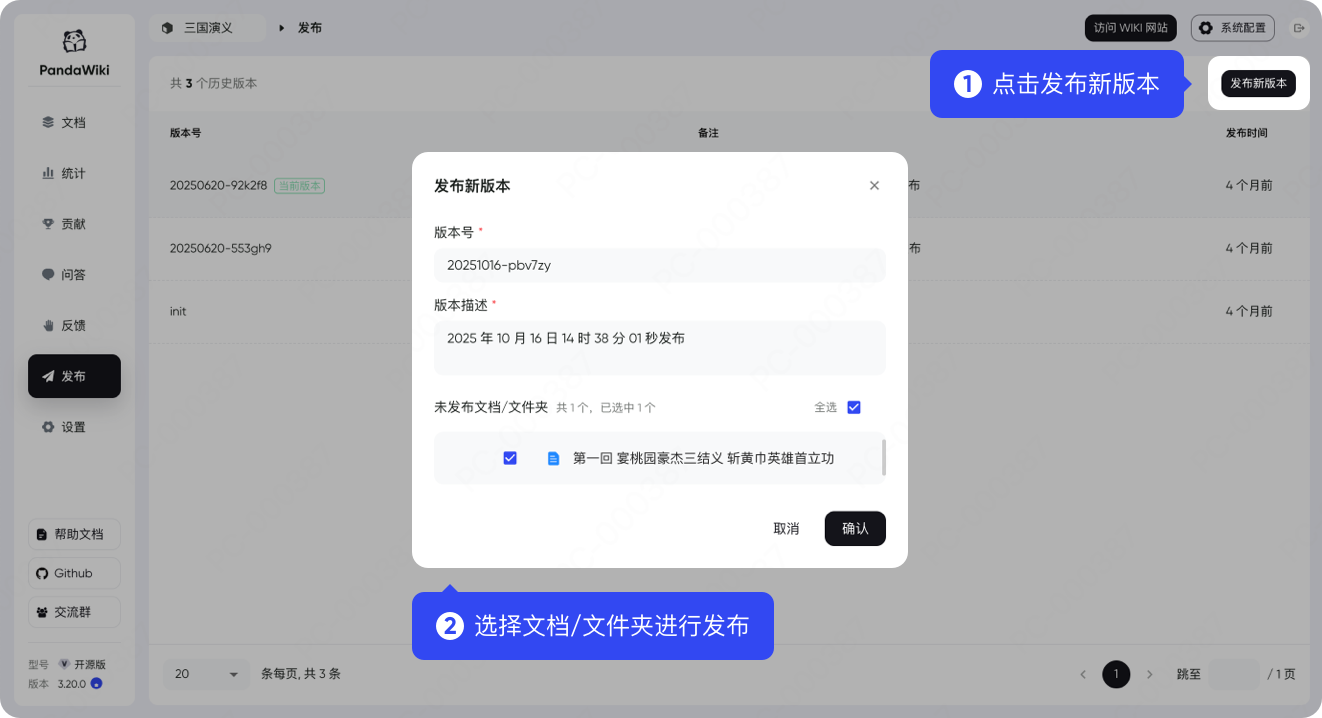 PandaWiki
三国演义
发布
访问 WIKI 网站
系统配置
共 3 个历史版本
1 点击发布新版本
发布新版本
文档
统计
贡献
问答
反馈
发布
设置
版本号
备注
发布时间
20250620-92k2f8 当前版本
布
4 个月前
20250620-553gh9
布
4 个月前
init
4 个月前
发布新版本
版本号 *
20251016-pbv7zy
版本描述 *
2025 年 10 月 16 日 14 时 38 分 01 秒发布
未发布文档/文件夹 共 1 个，已选中 1 个
全选
第一回 宴桃园豪杰三结义 斩黄巾英雄首立功
取消
确认
2 选择文档/文件夹进行发布
帮助文档
Github
交流群
型号 开源版
版本 3.20.0
20
条每页, 共 3 条
1
跳至
/ 1 页
PC-000387